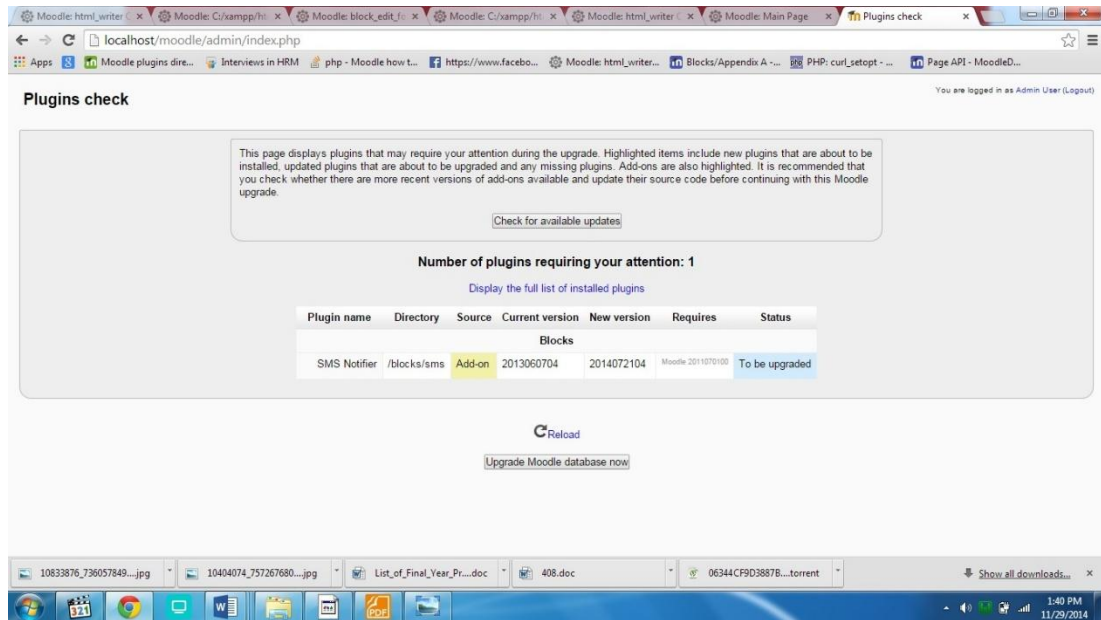 Moodle: html_writer C
Moodle: C:/xampp/ht
Moodle: block_edit_fo
Moodle: C:/xampp/ht
Moodle: html_writer C
Moodle: Main Page
Plugins check
localhost/moodle/admin/index.php
Apps
Moodle plugins dire...
Interviews in HRM
php - Moodle how t...
https://www.facebo...
Moodle: html_writer...
Blocks/Appendix A -...
PHP: curl_setopt - ...
Page API - MoodleD...
Plugins check
You are logged in as Admin User (Logout)
This page displays plugins that may require your attention during the upgrade. Highlighted items include new plugins that are about to be
installed, updated plugins that are about to be upgraded and any missing plugins. Add-ons are also highlighted. It is recommended that
you check whether there are more recent versions of add-ons available and update their source code before continuing with this Moodle
upgrade.
Check for available updates
Number of plugins requiring your attention: 1
Display the full list of installed plugins
Plugin name Directory Source Current version New version Requires Status
Blocks
SMS Notifier /blocks/sms Add-on 2013060704 2014072104 Moodle 2011070100 To be upgraded
Reload
Upgrade Moodle database now
10833876_736057849....jpg
10404074_757267680....jpg
List_of_Final_Year_Pr....doc
408.doc
06344CF9D3887B....torrent
Show all downloads...
321
PDF
1:40 PM
11/29/2014